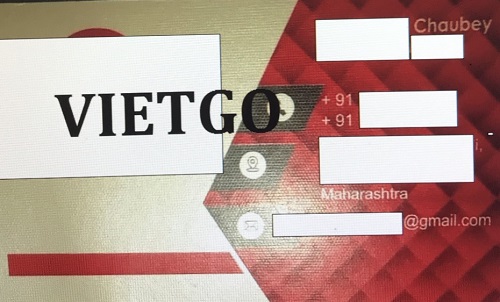 Chaubey
VIETGO
+ 91
+ 91
i,
Maharashtra
@gmail.com